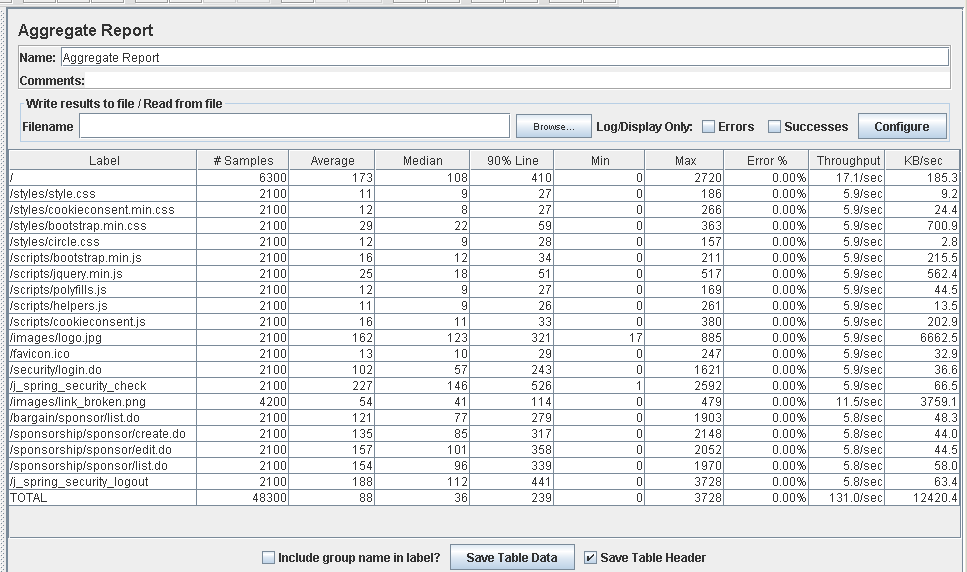 Aggregate Report
Name: Aggregate Report
Comments:
Write results to file / Read from file
Filename Browse... Log/Display Only: Errors Successes Configure
Label # Samples Average Median 90% Line Min Max Error % Throughput KB/sec
/ 6300 173 108 410 0 2720 0.00% 17.1/sec 185.3
/styles/style.css 2100 11 9 27 0 186 0.00% 5.9/sec 9.2
/styles/cookieconsent.min.css 2100 12 8 27 0 266 0.00% 5.9/sec 24.4
/styles/bootstrap.min.css 2100 29 22 59 0 363 0.00% 5.9/sec 700.9
/styles/circle.css 2100 12 9 28 0 157 0.00% 5.9/sec 2.8
/scripts/bootstrap.min.js 2100 16 12 34 0 211 0.00% 5.9/sec 215.5
/scripts/jquery.min.js 2100 25 18 51 0 517 0.00% 5.9/sec 562.4
/scripts/polyfills.js 2100 12 9 27 0 169 0.00% 5.9/sec 44.5
/scripts/helpers.js 2100 11 9 26 0 261 0.00% 5.9/sec 13.5
/scripts/cookieconsent.js 2100 16 11 33 0 380 0.00% 5.9/sec 202.9
/images/logo.jpg 2100 162 123 321 17 885 0.00% 5.9/sec 6662.5
/favicon.ico 2100 13 10 29 0 247 0.00% 5.9/sec 32.9
/security/login.do 2100 102 57 243 0 1621 0.00% 5.9/sec 36.6
/j_spring_security_check 2100 227 146 526 1 2592 0.00% 5.9/sec 66.5
/images/link_broken.png 4200 54 41 114 0 479 0.00% 11.5/sec 3759.1
/bargain/sponsor/list.do 2100 121 77 279 0 1903 0.00% 5.8/sec 48.3
/sponsorship/sponsor/create.do 2100 135 85 317 0 2148 0.00% 5.8/sec 44.0
/sponsorship/sponsor/edit.do 2100 157 101 358 0 2052 0.00% 5.8/sec 44.5
/sponsorship/sponsor/list.do 2100 154 96 339 0 1970 0.00% 5.8/sec 58.0
/j_spring_security_logout 2100 188 112 441 0 3728 0.00% 5.8/sec 63.4
TOTAL 48300 88 36 239 0 3728 0.00% 131.0/sec 12420.4
Include group name in label? Save Table Data Save Table Header